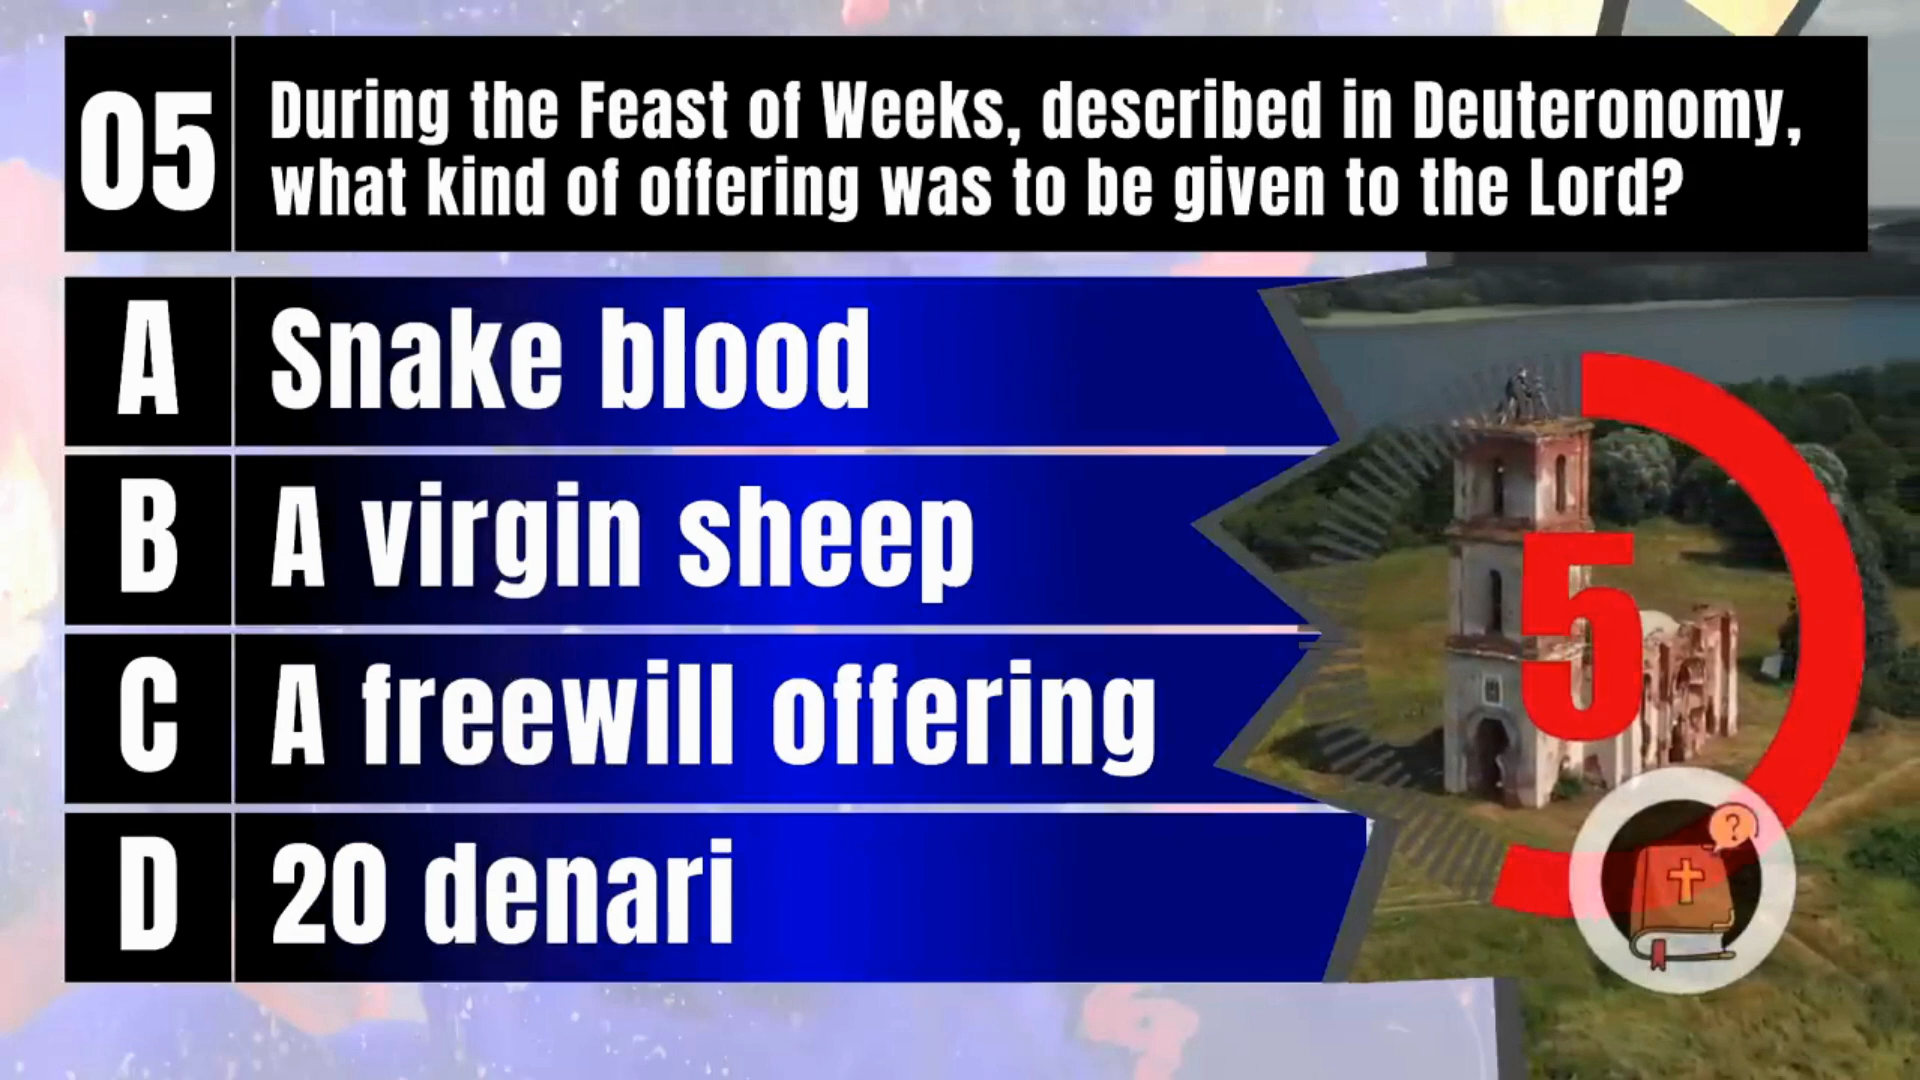 05
During the Feast of Weeks, described in Deuteronomy,
what kind of offering was to be given to the Lord?
A
Snake blood
B
A virgin sheep
C
A freewill offering
D
20 denari
5
?